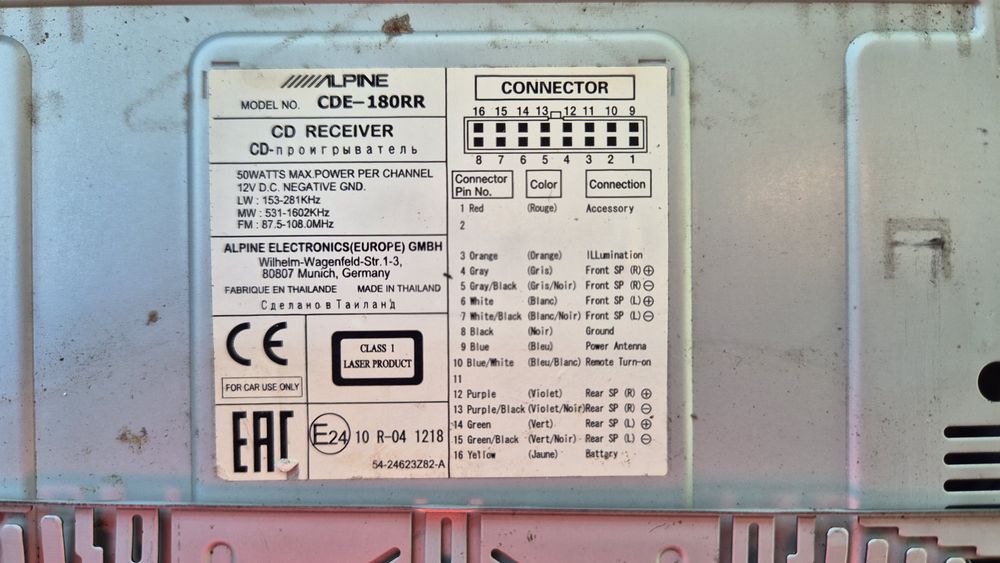 ALPINE
MODEL NO. CDE-180RR
CD RECEIVER
CD-проигрыватель
50WATTS MAX.POWER PER CHANNEL
12V D.C. NEGATIVE GND.
LW : 153-281KHz
MW : 531-1602KHz
FM : 87.5-108.0MHz
ALPINE ELECTRONICS(EUROPE) GMBH
Wilhelm-Wagenfeld-Str.1-3,
80807 Munich, Germany
FABRIQUE EN THAILANDE MADE IN THAILAND
Сделано в Таиланд
CE
FOR CAR USE ONLY
CLASS 1
LASER PRODUCT
EAC
E24 10 R-04 1218
54-24623Z82-A
CONNECTOR
16 15 14 13 12 11 10 9
8 7 6 5 4 3 2 1
Connector Pin No. Color Connection
1 Red (Rouge) Accessory
2
3 Orange (Orange) ILLumination
4 Gray (Gris) Front SP (R) ⊕
5 Gray/Black (Gris/Noir) Front SP (R) ⊖
6 White (Blanc) Front SP (L) ⊕
7 White/Black (Blanc/Noir) Front SP (L) ⊖
8 Black (Noir) Ground
9 Blue (Bleu) Power Antenna
10 Blue/White (Bleu/Blanc) Remote Turn-on
11
12 Purple (Violet) Rear SP (R) ⊕
13 Purple/Black (Violet/Noir) Rear SP (R) ⊖
14 Green (Vert) Rear SP (L) ⊕
15 Green/Black (Vert/Noir) Rear SP (L) ⊖
16 Yellow (Jaune) Battary